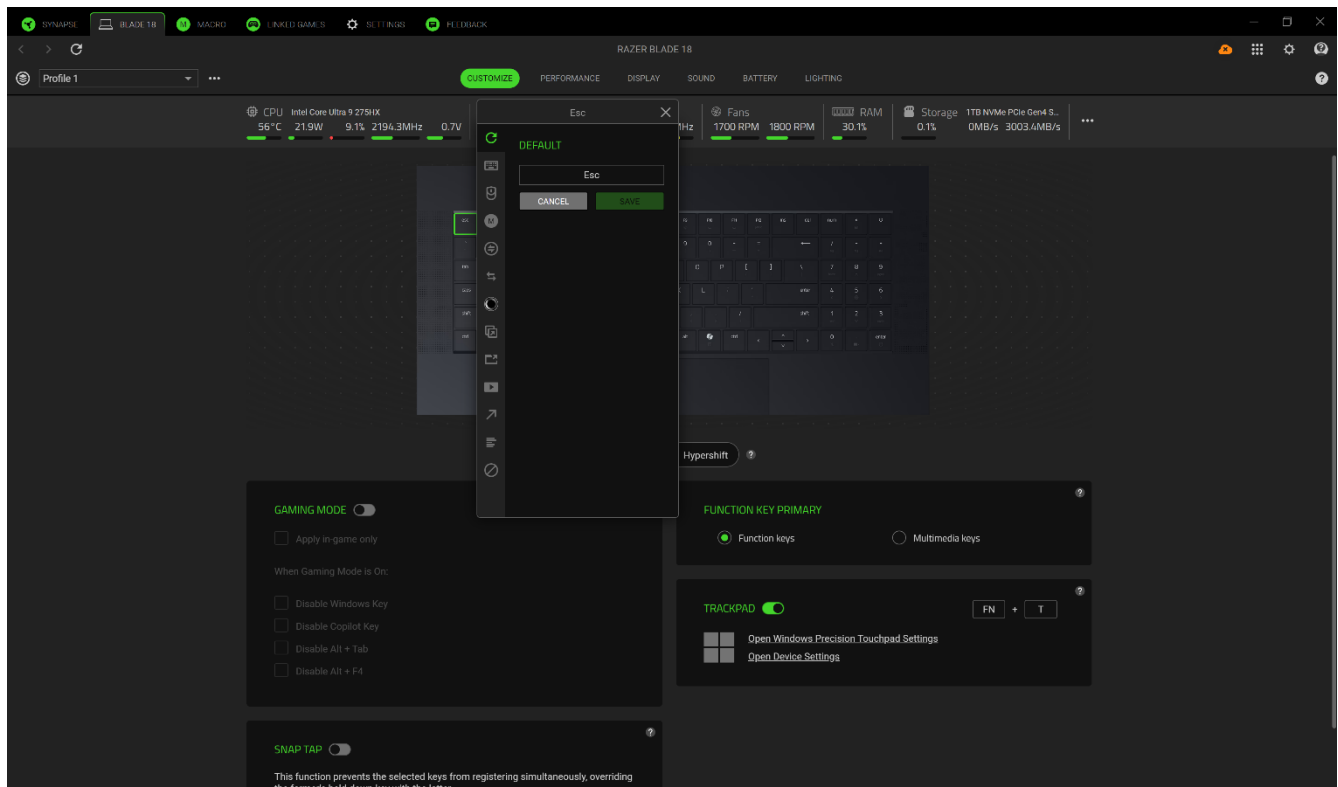 SYNAPSE BLADE 18 MACRO LINKED GAMES SETTINGS FEEDBACK
RAZER BLADE 18
Profile 1
CUSTOMIZE PERFORMANCE DISPLAY SOUND BATTERY LIGHTING
CPU Intel Core Ultra 9 275HX
56°C 21.9W 9.1% 2194.3MHz 0.7V
1Hz
Fans
1700 RPM 1800 RPM
RAM
30.1%
Storage 1TB NVMe PCIe Gen4 S...
0.1% 0MB/s 3003.4MB/s
Esc
DEFAULT
Esc
CANCEL SAVE
Hypershift
GAMING MODE
Apply in-game only
When Gaming Mode is On:
Disable Windows Key
Disable Copilot Key
Disable Alt + Tab
Disable Alt + F4
FUNCTION KEY PRIMARY
Function keys Multimedia keys
TRACKPAD
FN + T
Open Windows Precision Touchpad Settings
Open Device Settings
SNAP TAP
This function prevents the selected keys from registering simultaneously, overriding